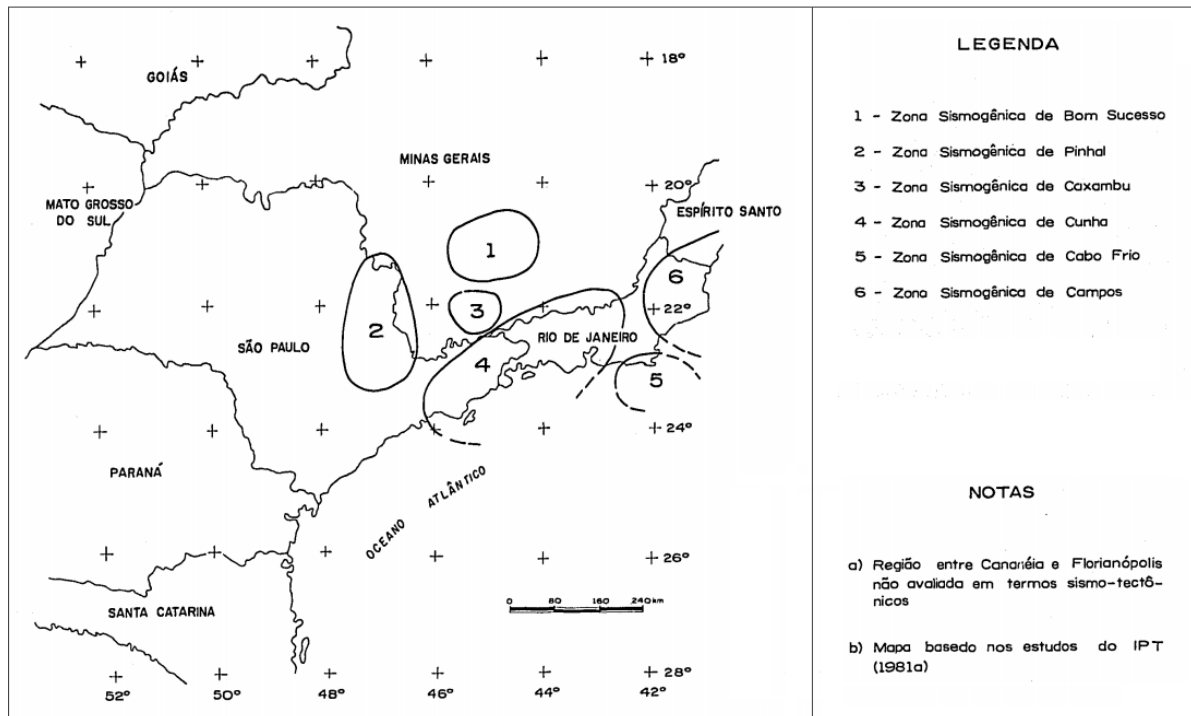 GOIÁS
18°
MINAS GERAIS
20°
MATO GROSSO
DO SUL
ESPÍRITO SANTO
1
6
3
22°
2
RIO DE JANEIRO
SÃO PAULO
4
5
24°
PARANÁ
OCEANO ATLÂNTICO
26°
SANTA CATARINA
0 80 160 240 km
28°
52° 50° 48° 46° 44° 42°
LEGENDA
1 - Zona Sismogênica de Bom Sucesso
2 - Zona Sismogênica de Pinhal
3 - Zona Sismogênica de Caxambu
4 - Zona Sismogênica de Cunha
5 - Zona Sismogênica de Cabo Frio
6 - Zona Sismogênica de Campos
NOTAS
a) Região entre Cananéia e Florianópolis
não avaliada em termos sismo-tectô-
nicos
b) Mapa basedo nos estudos do IPT
(1981a)